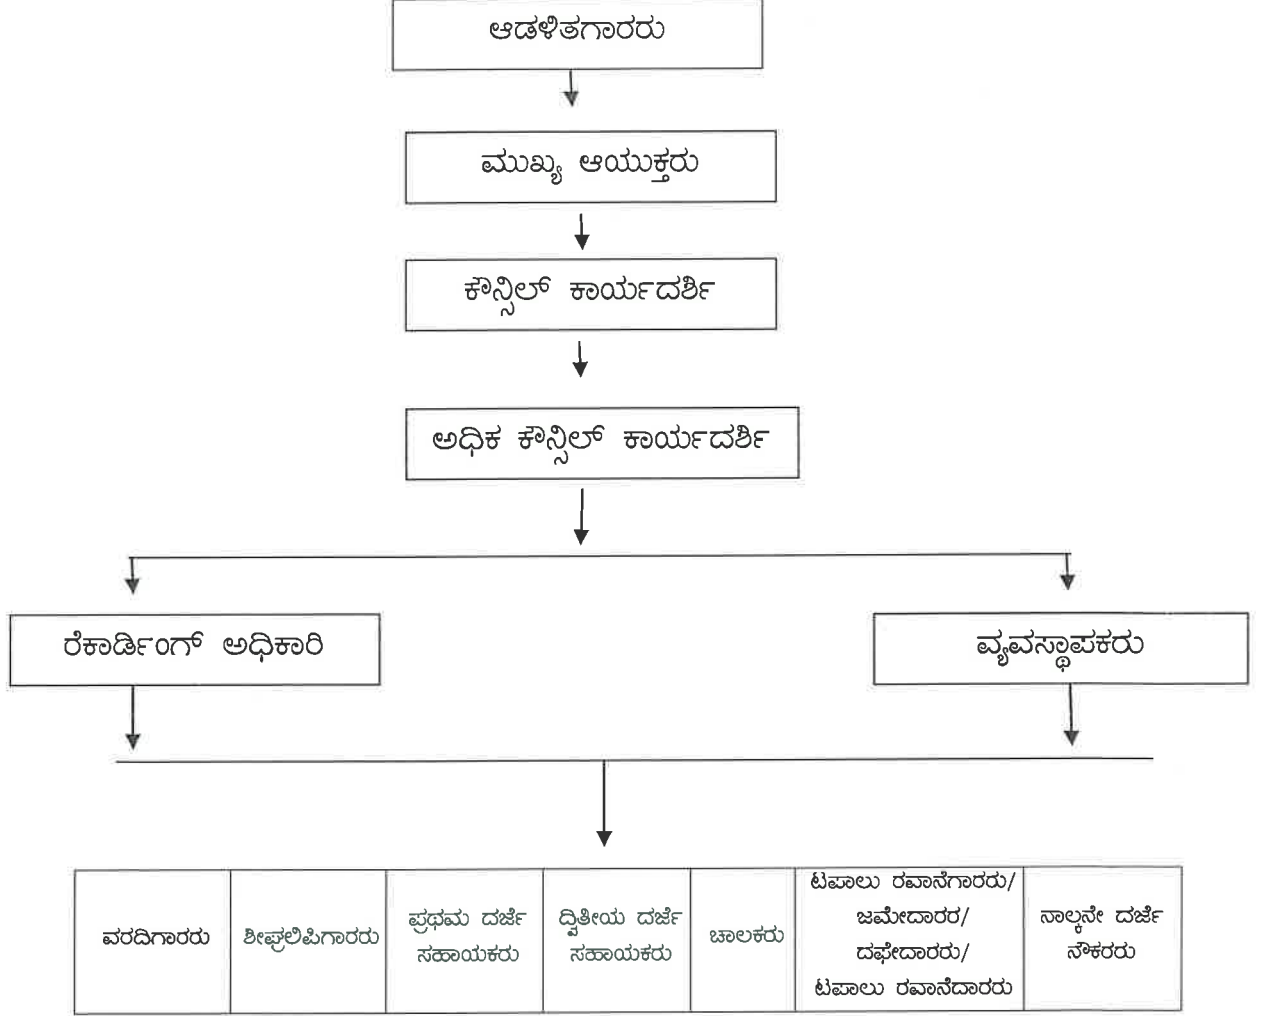 ಆಡಳಿತಗಾರರು
ಮುಖ್ಯ ಆಯುಕ್ತರು
ಕೌನ್ಸಿಲ್ ಕಾರ್ಯದರ್ಶಿ
ಅಧಿಕ ಕೌನ್ಸಿಲ್ ಕಾರ್ಯದರ್ಶಿ
ರೆಕಾರ್ಡಿಂಗ್ ಅಧಿಕಾರಿ
ವ್ಯವಸ್ಥಾಪಕರು
ವರದಿಗಾರರು
ಶೀಘ್ರಲಿಪಿಗಾರರು
ಪ್ರಥಮ ದರ್ಜೆ
ಸಹಾಯಕರು
ದ್ವಿತೀಯ ದರ್ಜೆ
ಸಹಾಯಕರು
ಚಾಲಕರು
ಟಪಾಲು ರವಾನೆಗಾರರು/
ಜಮೇದಾರರ/
ದಫೇದಾರರು/
ಟಪಾಲು ರವಾನೆದಾರರು
ನಾಲ್ಕನೇ ದರ್ಜೆ
ನೌಕರರು